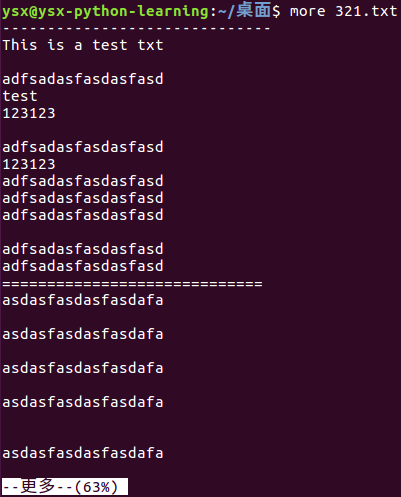 ysx@ysx-python-learning:~/桌面$ more 321.txt
------------------------------
This is a test txt
adfsadasfasdasfasd
test
123123
adfsadasfasdasfasd
123123
adfsadasfasdasfasd
adfsadasfasdasfasd
adfsadasfasdasfasd
adfsadasfasdasfasd
adfsadasfasdasfasd
=============================
asdasfasdasfasdafa
asdasfasdasfasdafa
asdasfasdasfasdafa
asdasfasdasfasdafa
asdasfasdasfasdafa
--更多--(63%)